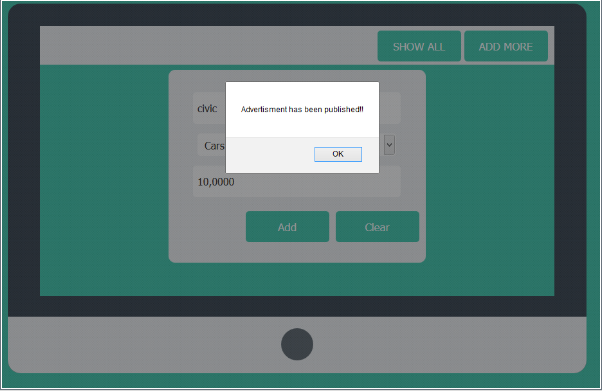 SHOW ALL ADD MORE
civic
Advertisment has been published!!
Cars
OK
10,0000
Add Clear